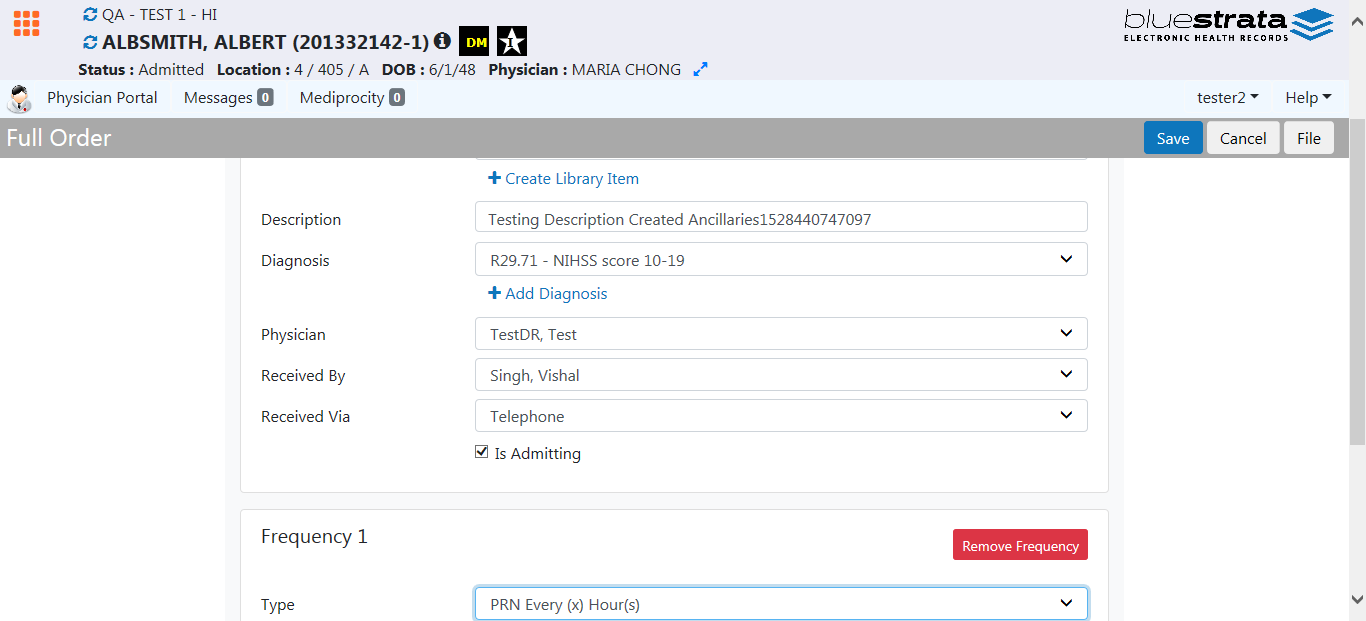 QA - TEST 1 - HI
bluestrata
ELECTRONIC HEALTH RECORDS
ALBSMITH, ALBERT (201332142-1) DM 1
Status : Admitted Location : 4 / 405 / A DOB : 6/1/48 Physician : MARIA CHONG
Physician Portal Messages 0 Mediprocity 0 tester2 Help
Full Order Save Cancel File
Create Library Item
Description Testing Description Created Ancillaries1528440747097
Diagnosis R29.71 - NIHSS score 10-19
Add Diagnosis
Physician TestDR, Test
Received By Singh, Vishal
Received Via Telephone
Is Admitting
Frequency 1 Remove Frequency
Type PRN Every (x) Hour(s)